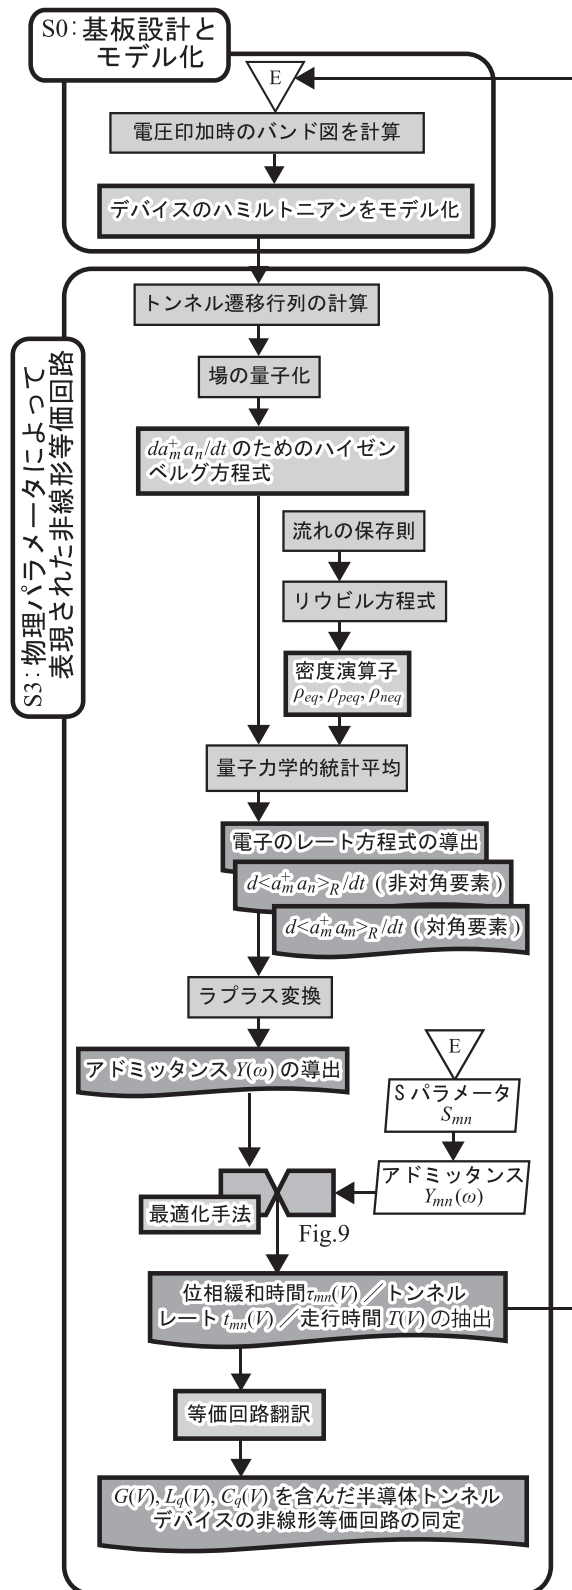 S0:基板設計と
モデル化
E
電圧印加時のバンド図を計算
デバイスのハミルトニアンをモデル化
S3:物理パラメータによって
表現された非線形等価回路
トンネル遷移行列の計算
場の量子化
da⁺ₘaₙ/dt のためのハイゼン
ベルグ方程式
流れの保存則
リウビル方程式
密度演算子
ρeq, ρpeq, ρneq
量子力学的統計平均
電子のレート方程式の導出
d<a⁺ₘaₙ>R/dt(非対角要素)
d<a⁺ₘaₘ>R/dt(対角要素)
ラプラス変換
アドミッタンス Y(ω) の導出
E
S パラメータ
Smn
アドミッタンス
Ymn(ω)
最適化手法
Fig.9
位相緩和時間τmn(V)/トンネル
レート tmn(V)/走行時間 T(V) の抽出
等価回路翻訳
G(V), Lq(V), Cq(V) を含んだ半導体トンネル
デバイスの非線形等価回路の同定